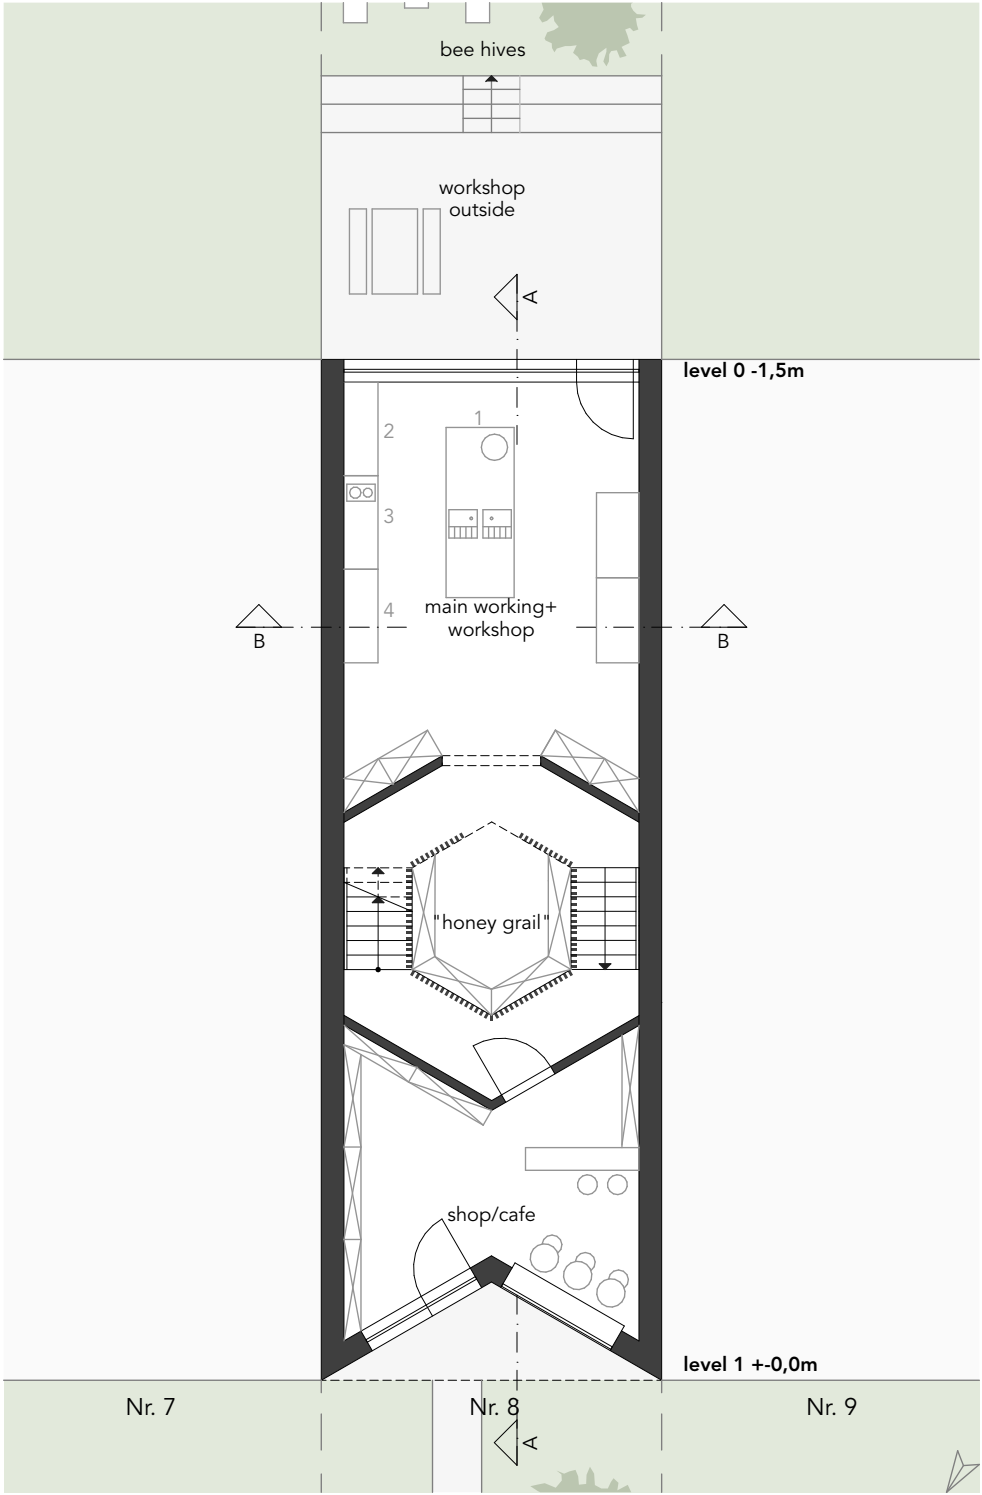 bee hives
workshop
outside
A
level 0 -1,5m
1
2
3
4
main working+
workshop
B
B
"honey grail"
shop/cafe
level 1 +-0,0m
Nr. 7
Nr. 8
Nr. 9
A